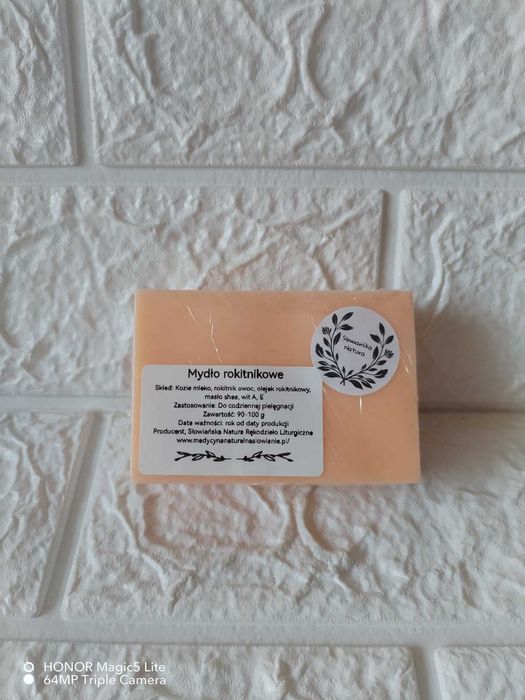 Słowiańska
Natura
Mydło rokitnikowe
Skład: Kozie mleko, rokitnik owoc, olejek rokitnikowy,
masło shea, wit A, E
Zastosowanie: Do codziennej pielęgnacji
Zawartość: 90-100 g
Data ważności: rok od daty produkcji
Producent, Słowiańska Natura Rękodzieło Liturgiczne
www.medycynanaturalnaslowianie.pl/
HONOR Magic5 Lite
64MP Triple Camera